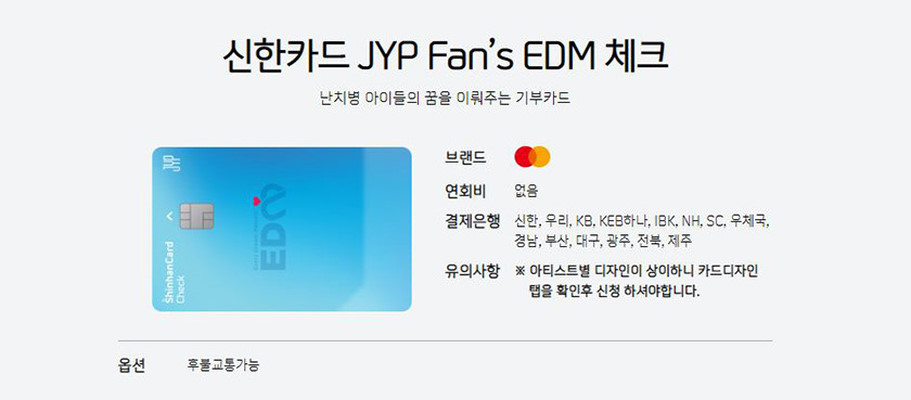 신한카드 JYP Fan's EDM 체크
난치병 아이들의 꿈을 이뤄주는 기부카드
JYP
EDM
ShinhanCard
Check
브랜드
연회비 없음
결제은행 신한, 우리, KB, KEB하나, IBK, NH, SC, 우체국,
경남, 부산, 대구, 광주, 전북, 제주
유의사항 ※ 아티스트별 디자인이 상이하니 카드디자인
탭을 확인후 신청 하셔야합니다.
옵션 후불교통가능